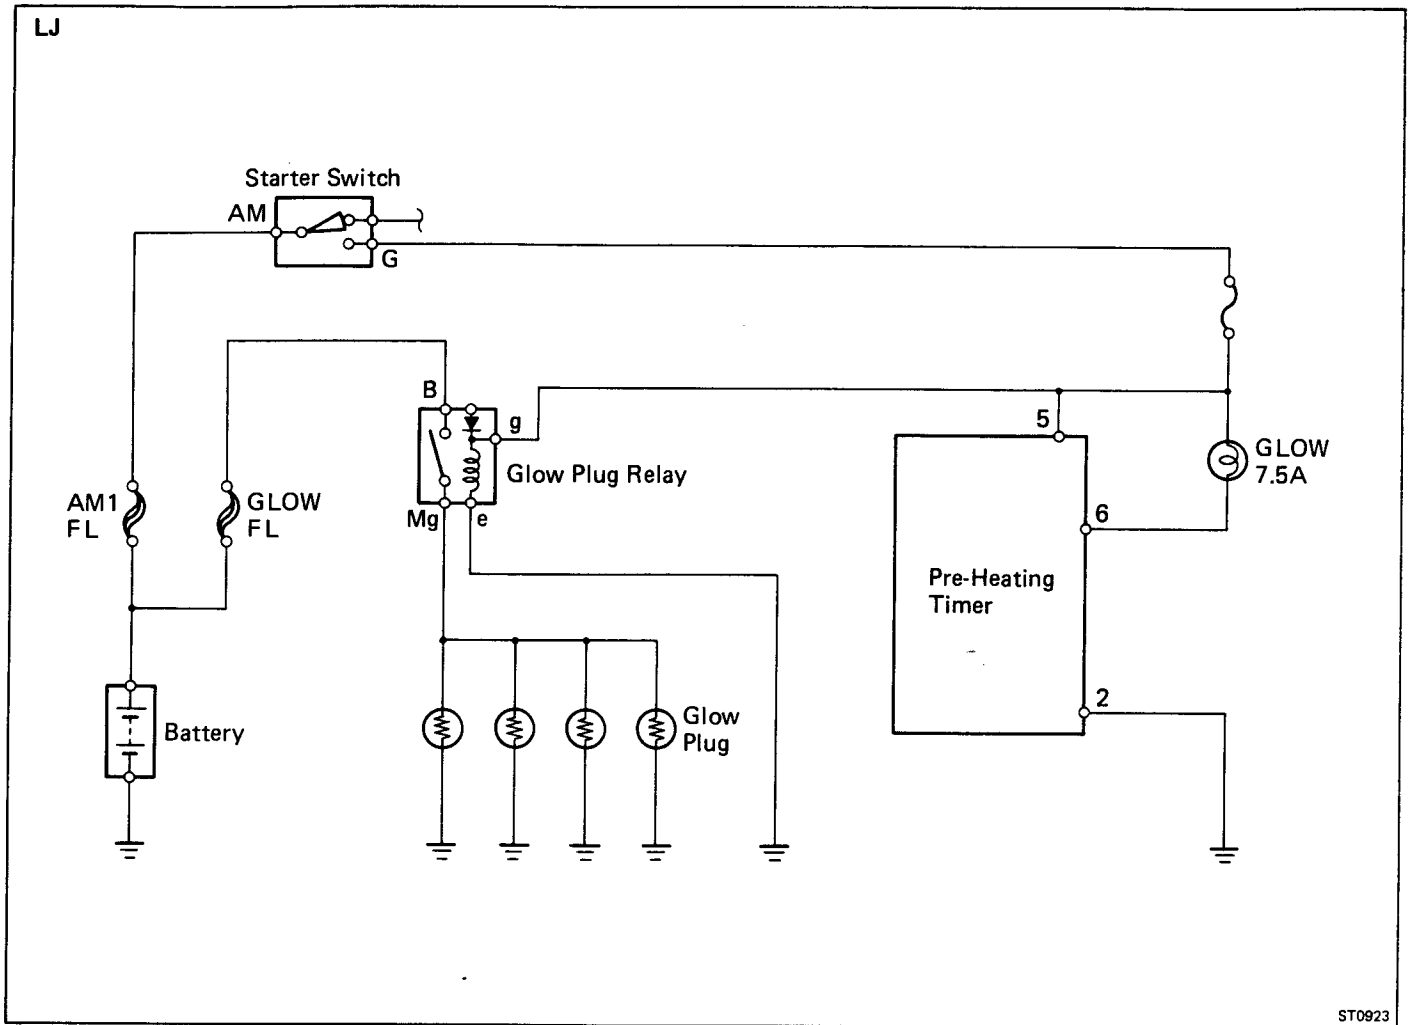 LJ
Starter Switch
AM
G
B
g
5
GLOW
7.5A
Glow Plug Relay
AM1
FL
GLOW
FL
Mg
e
6
Pre-Heating
Timer
2
Glow
Plug
Battery
ST0923